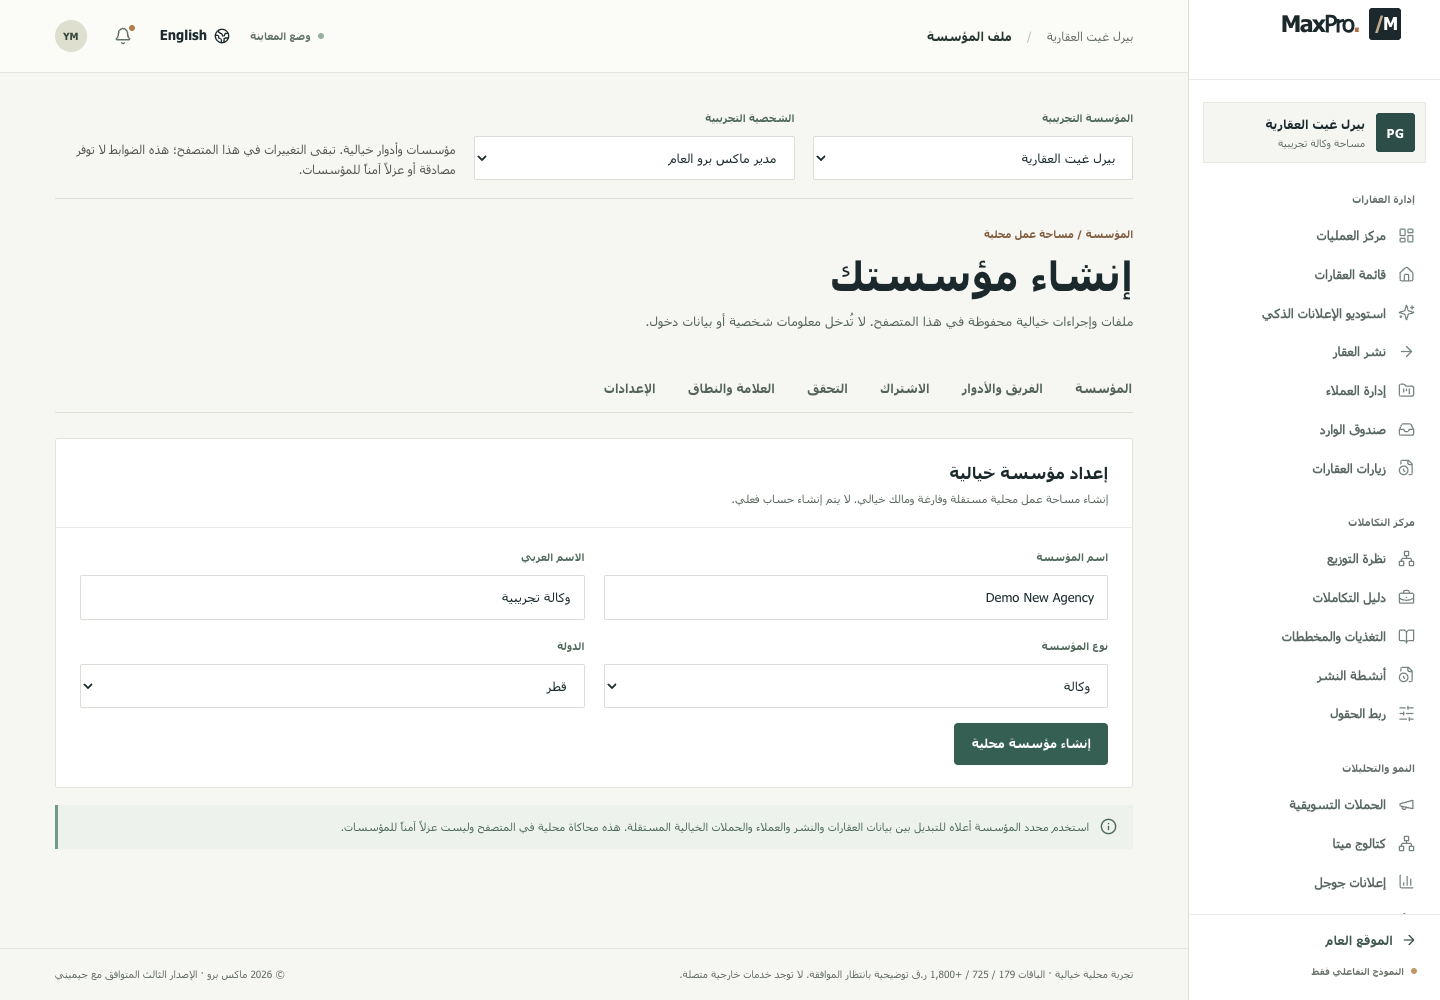 MaxPro.
/M
بيرل غيت العقارية
مساحة وكالة تجريبية
PG
إدارة العقارات
مركز العمليات
قائمة العقارات
استوديو الإعلانات الذكي
نشر العقار
إدارة العملاء
صندوق الوارد
زيارات العقارات
مركز التكاملات
نظرة التوزيع
دليل التكاملات
التغذيات والمخططات
أنشطة النشر
ربط الحقول
النمو والتحليلات
الحملات التسويقية
كتالوج ميتا
إعلانات جوجل
الموقع العام
النموذج التفاعلي فقط
بيرل غيت العقارية / ملف المؤسسة
وضع المعاينة
English
YM
المؤسسة التجريبية
بيرل غيت العقارية
الشخصية التجريبية
مدير ماكس برو العام
مؤسسات وأدوار خيالية. تبقى التغييرات في هذا المتصفح؛ هذه الضوابط لا توفر
مصادقة أو عزلاً آمناً للمؤسسات.
المؤسسة / مساحة عمل محلية
إنشاء مؤسستك
ملفات وإجراءات خيالية محفوظة في هذا المتصفح. لا تُدخل معلومات شخصية أو بيانات دخول.
المؤسسة
الفريق والأدوار
الاشتراك
التحقق
العلامة والنطاق
الإعدادات
إعداد مؤسسة خيالية
إنشاء مساحة عمل محلية مستقلة وفارغة ومالك خيالي. لا يتم إنشاء حساب فعلي.
اسم المؤسسة
Demo New Agency
الاسم العربي
وكالة تجريبية
نوع المؤسسة
وكالة
الدولة
قطر
إنشاء مؤسسة محلية
استخدم محدد المؤسسة أعلاه للتبديل بين بيانات العقارات والنشر والعملاء والحملات الخيالية المستقلة. هذه محاكاة محلية في المتصفح وليست عزلاً آمناً للمؤسسات.
تجربة محلية خيالية · الباقات 179 / 725 / +1,800 ر.ق توضيحية بانتظار الموافقة. لا توجد خدمات خارجية متصلة.
© 2026 ماكس برو · الإصدار الثالث المتوافق مع جيميني